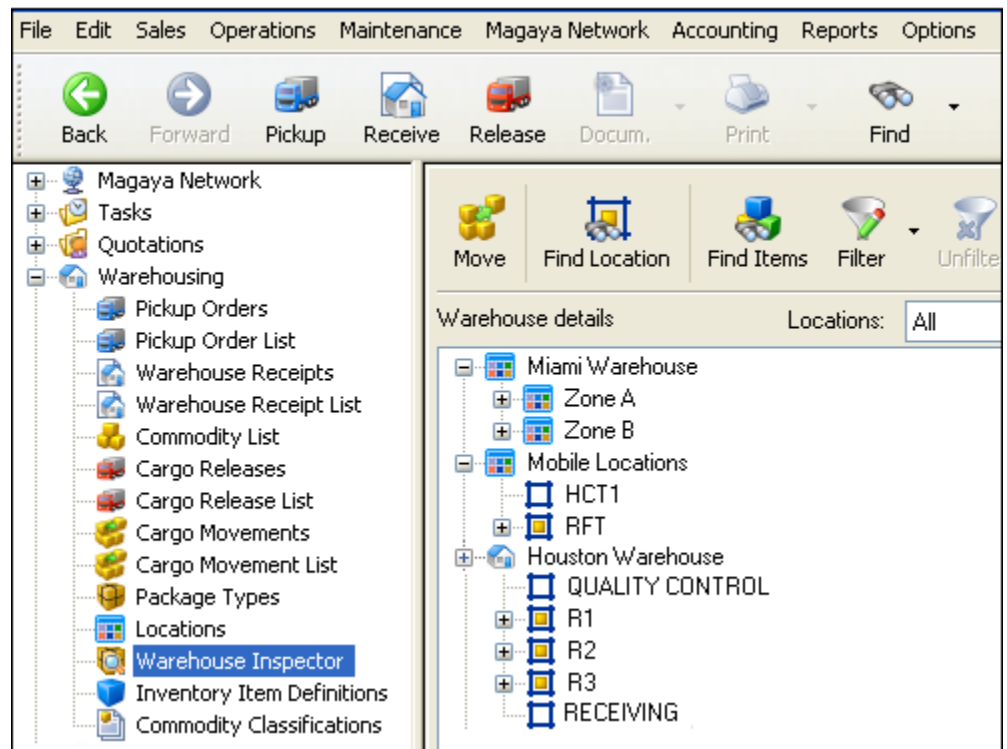 File Edit Sales Operations Maintenance Magaya Network Accounting Reports Options
Back Forward Pickup Receive Release Docum. Print Find
Magaya Network
Tasks
Quotations
Warehousing
Pickup Orders
Pickup Order List
Warehouse Receipts
Warehouse Receipt List
Commodity List
Cargo Releases
Cargo Release List
Cargo Movements
Cargo Movement List
Package Types
Locations
Warehouse Inspector
Inventory Item Definitions
Commodity Classifications
Move Find Location Find Items Filter Unfilte
Warehouse details Locations: All
Miami Warehouse
Zone A
Zone B
Mobile Locations
HCT1
RFT
Houston Warehouse
QUALITY CONTROL
R1
R2
R3
RECEIVING